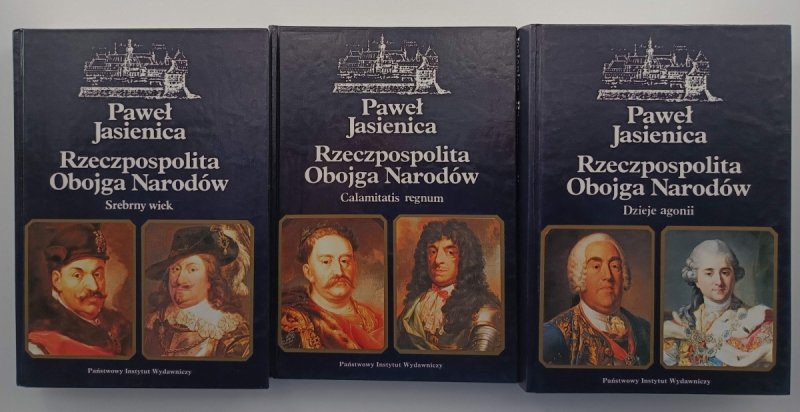 Paweł
Jasienica
Rzeczpospolita
Obojga Narodów
Srebrny wiek
Państwowy Instytut Wydawniczy
Paweł
Jasienica
Rzeczpospolita
Obojga Narodów
Calamitatis regnum
Państwowy Instytut Wydawniczy
Paweł
Jasienica
Rzeczpospolita
Obojga Narodów
Dzieje agonii
Państwowy Instytut Wydawniczy